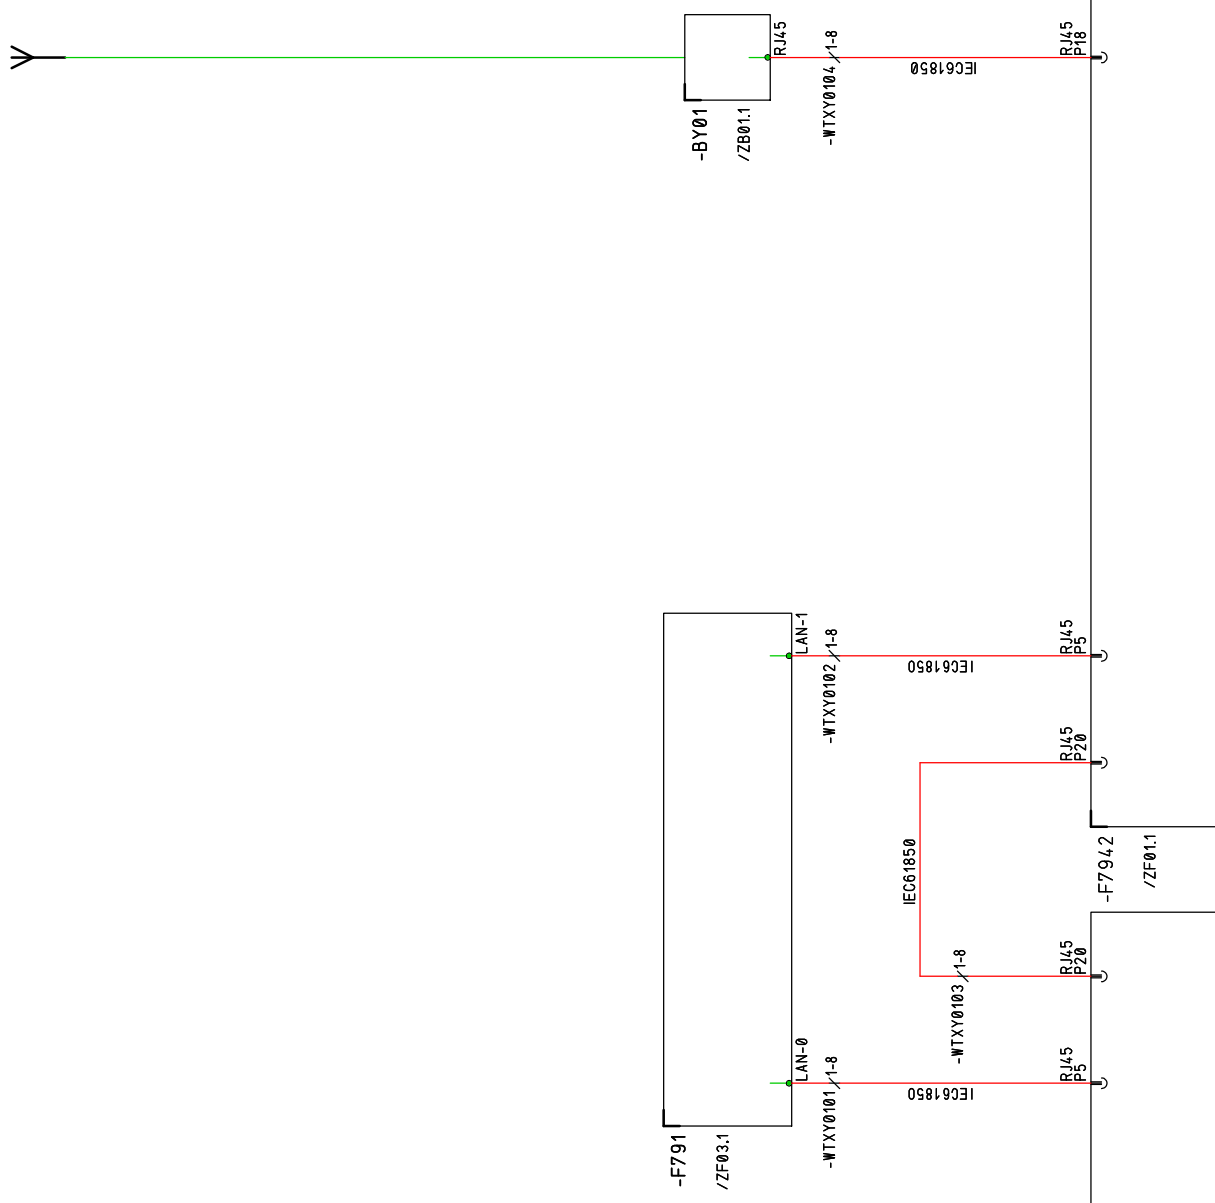 RJ45
-BY01
/ZB01.1
-WTXY0104
1-8
IEC61850
RJ45
P18
LAN-1
-WTXY0102
1-8
IEC61850
RJ45
P5
RJ45
P20
IEC61850
-F7942
/ZF01.1
-WTXY0103
1-8
RJ45
P20
LAN-0
-WTXY0101
1-8
IEC61850
RJ45
P5
-F791
/ZF03.1